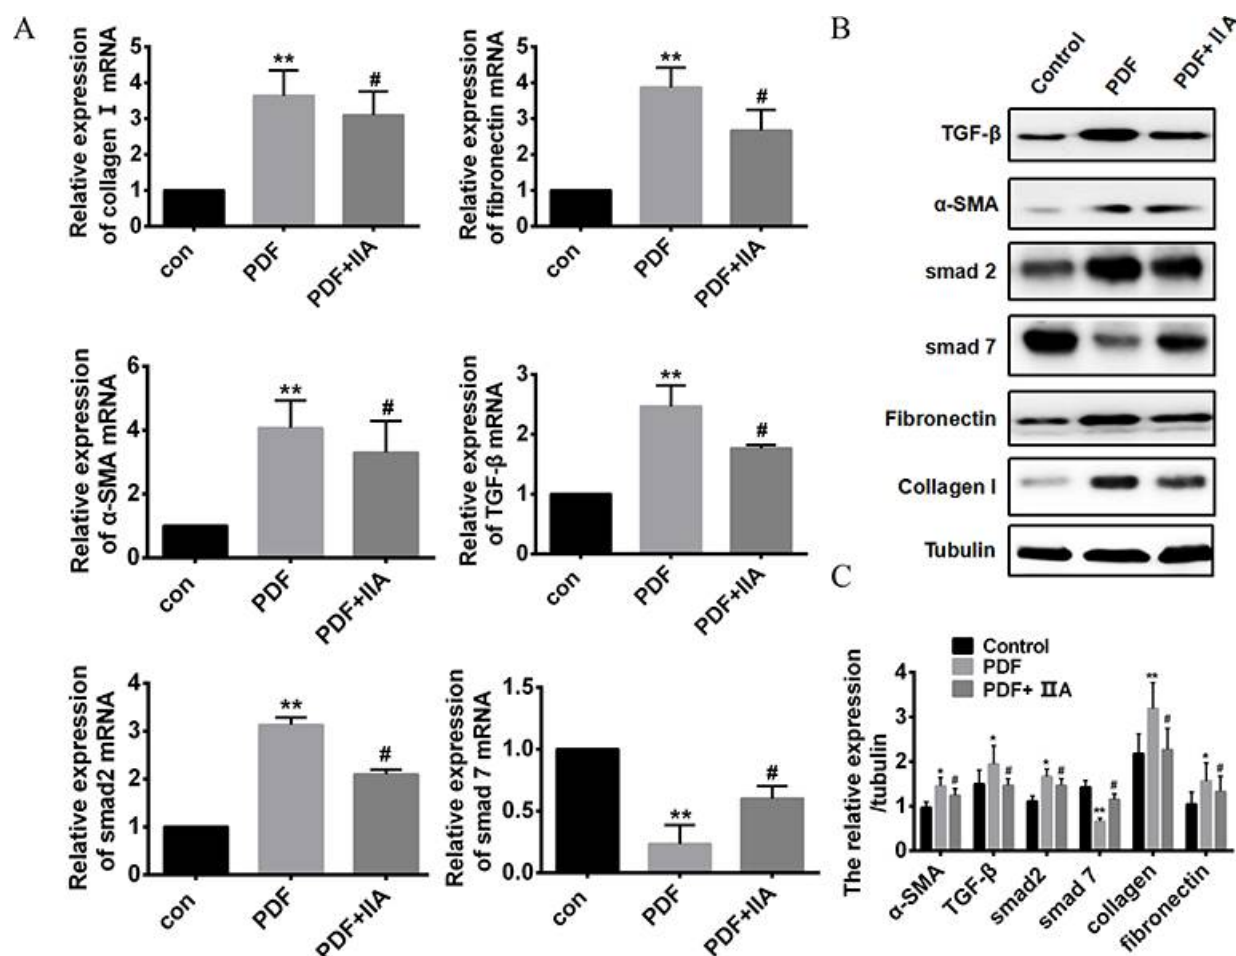 A
Relative expression
of collagen I mRNA
5
4
3
2
1
0
**
#
con
PDF
PDF+IIA
Relative expression
of fibronectin mRNA
5
4
3
2
1
0
**
#
con
PDF
PDF+IIA
Relative expression
of α-SMA mRNA
6
4
2
0
**
#
con
PDF
PDF+IIA
Relative expression
of TGF-β mRNA
3
2
1
0
**
#
con
PDF
PDF+IIA
Relative expression
of smad2 mRNA
4
3
2
1
0
**
#
con
PDF
PDF+IIA
Relative expression
of smad 7 mRNA
1.5
1.0
0.5
0.0
**
#
con
PDF
PDF+IIA
B
Control
PDF
PDF+IIA
TGF-β
α-SMA
smad 2
smad 7
Fibronectin
Collagen I
Tubulin
C
Control
PDF
PDF+ IIA
The relative expression
/tubulin
4
3
2
1
0
* #
* #
* #
** #
** #
* #
α-SMA
TGF-β
smad2
smad 7
collagen
fibronectin